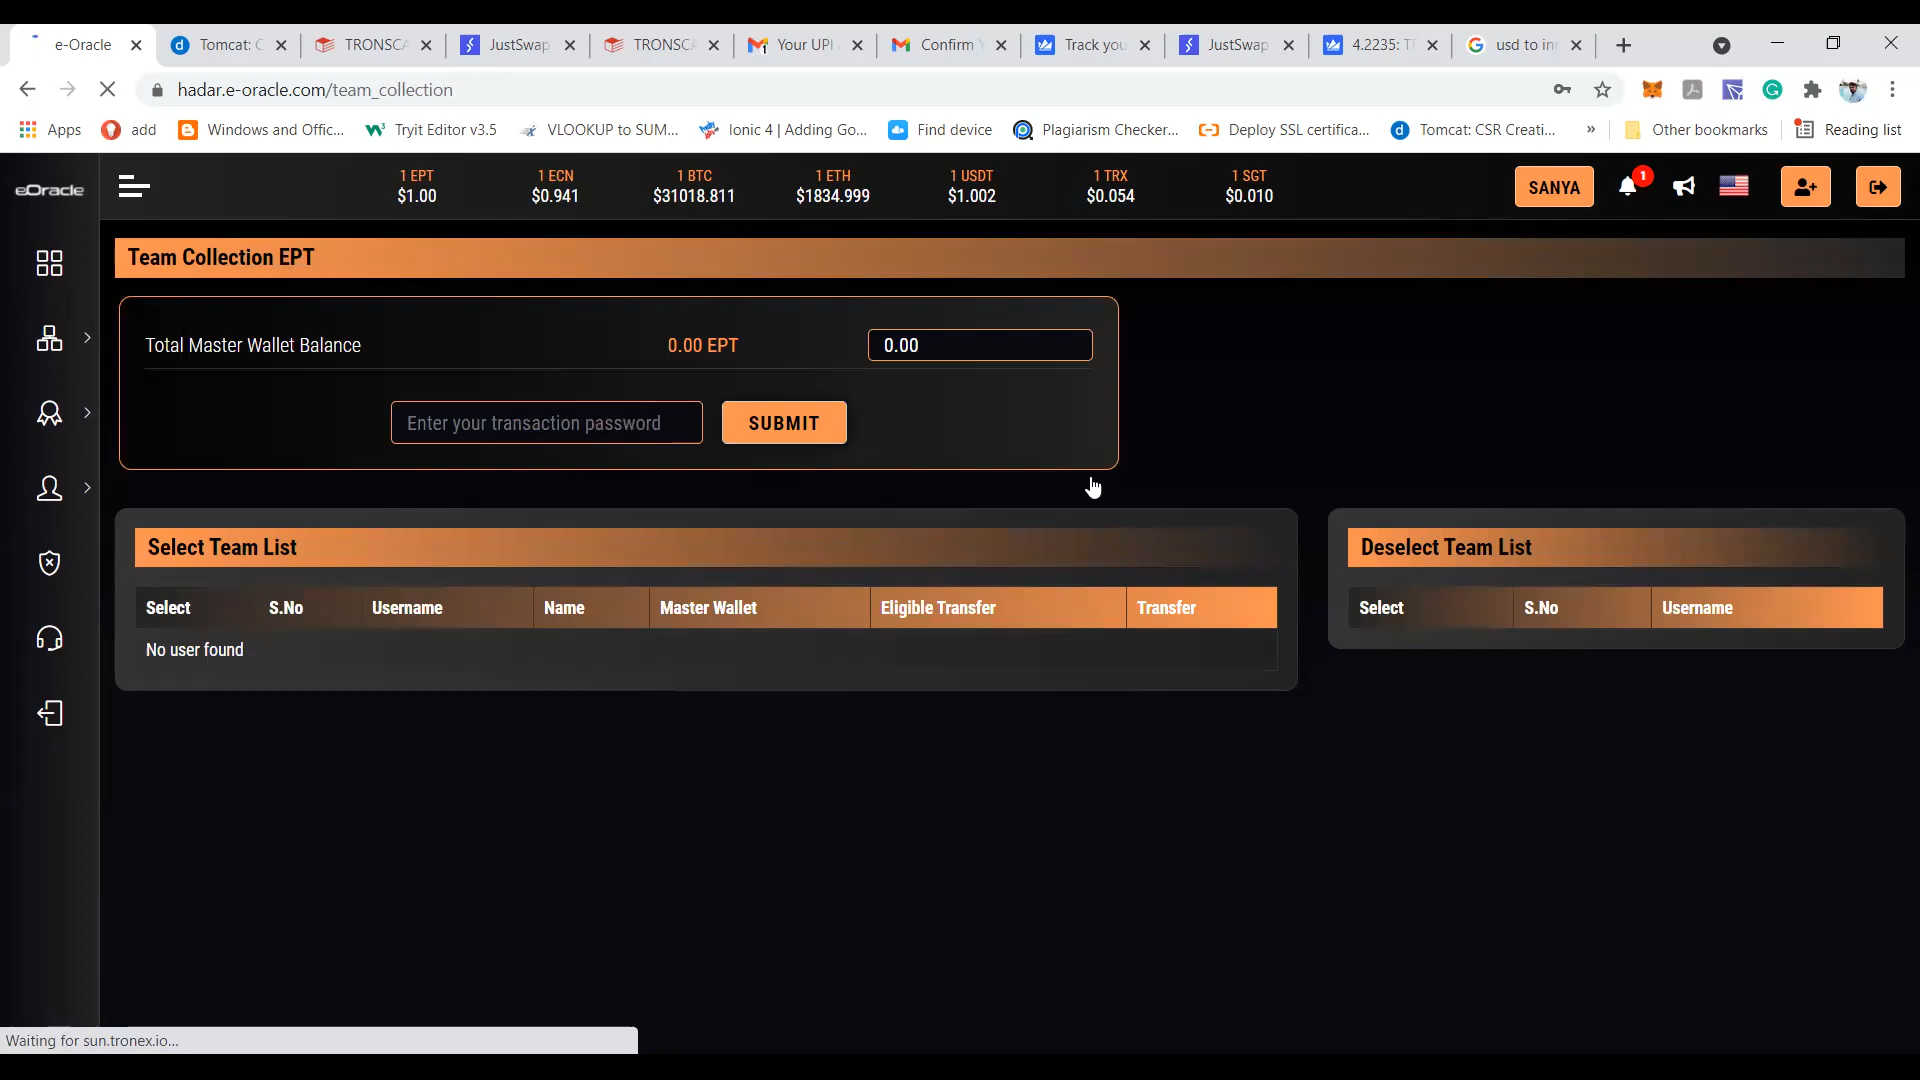 e-Oracle
Tomcat: C
TRONSCA
JustSwap
TRONSCA
Your UPI
Confirm Y
Track you
JustSwap
4.2235: T
usd to in
hadar.e-oracle.com/team_collection
Apps
add
Windows and Offic...
Tryit Editor v3.5
VLOOKUP to SUM...
Ionic 4 | Adding Go...
Find device
Plagiarism Checker...
Deploy SSL certifica...
Tomcat: CSR Creati...
»
Other bookmarks
Reading list
eOracle
1 EPT
$1.00
1 ECN
$0.941
1 BTC
$31018.811
1 ETH
$1834.999
1 USDT
$1.002
1 TRX
$0.054
1 SGT
$0.010
SANYA
1
Team Collection EPT
Total Master Wallet Balance
0.00 EPT
0.00
Enter your transaction password
SUBMIT
Select Team List
Select
S.No
Username
Name
Master Wallet
Eligible Transfer
Transfer
No user found
Deselect Team List
Select
S.No
Username
Waiting for sun.tronex.io...